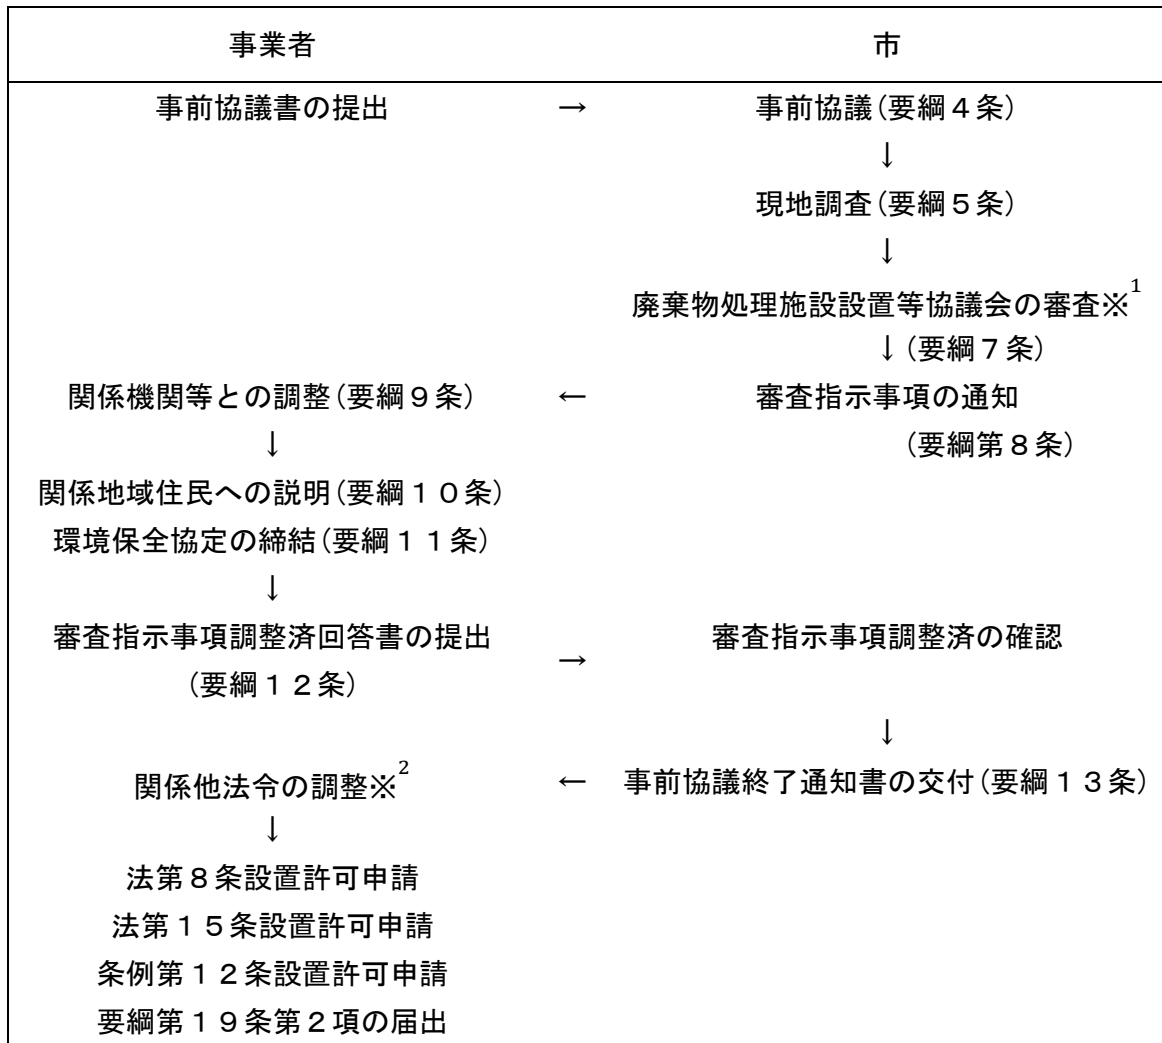 事業者 市
事前協議書の提出 → 事前協議(要綱4条)
↓
現地調査(要綱5条)
↓
廃棄物処理施設設置等協議会の審査※1
↓(要綱7条)
関係機関等との調整(要綱9条) ← 審査指示事項の通知
↓ (要綱第8条)
関係地域住民への説明(要綱10条)
環境保全協定の締結(要綱11条)
↓
審査指示事項調整済回答書の提出 → 審査指示事項調整済の確認
(要綱12条)
↓
関係他法令の調整※2 ← 事前協議終了通知書の交付(要綱13条)
↓
法第8条設置許可申請
法第15条設置許可申請
条例第12条設置許可申請
要綱第19条第2項の届出